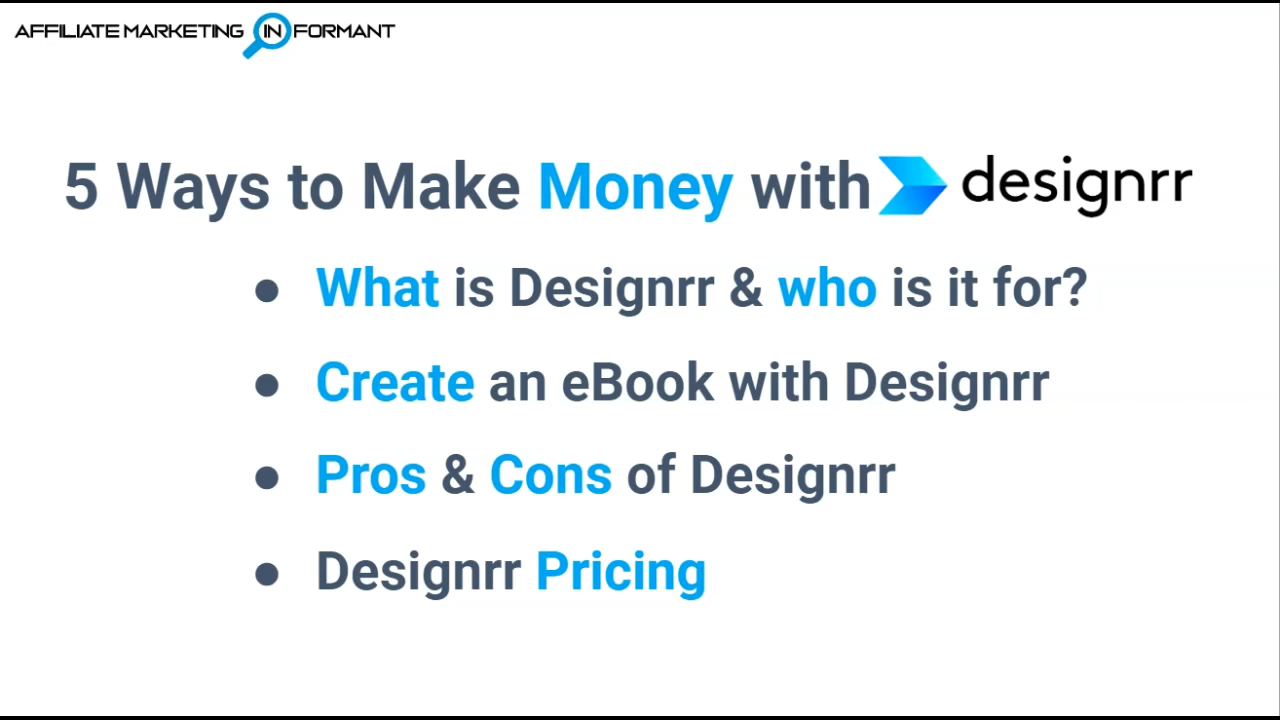 AFFILIATE MARKETING INFORMANT
5 Ways to Make Money with designrr
● What is Designrr & who is it for?
● Create an eBook with Designrr
● Pros & Cons of Designrr
● Designrr Pricing